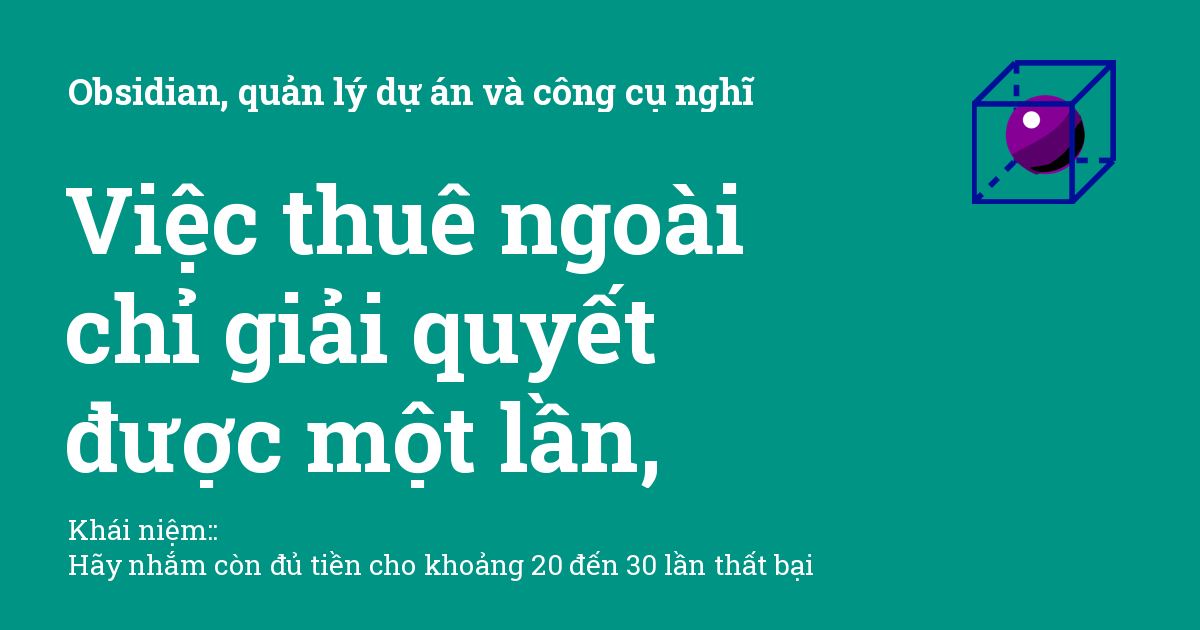 Obsidian, quản lý dự án và công cụ nghĩ
Việc thuê ngoài
chỉ giải quyết
được một lần,
Khái niệm::
Hãy nhắm còn đủ tiền cho khoảng 20 đến 30 lần thất bại